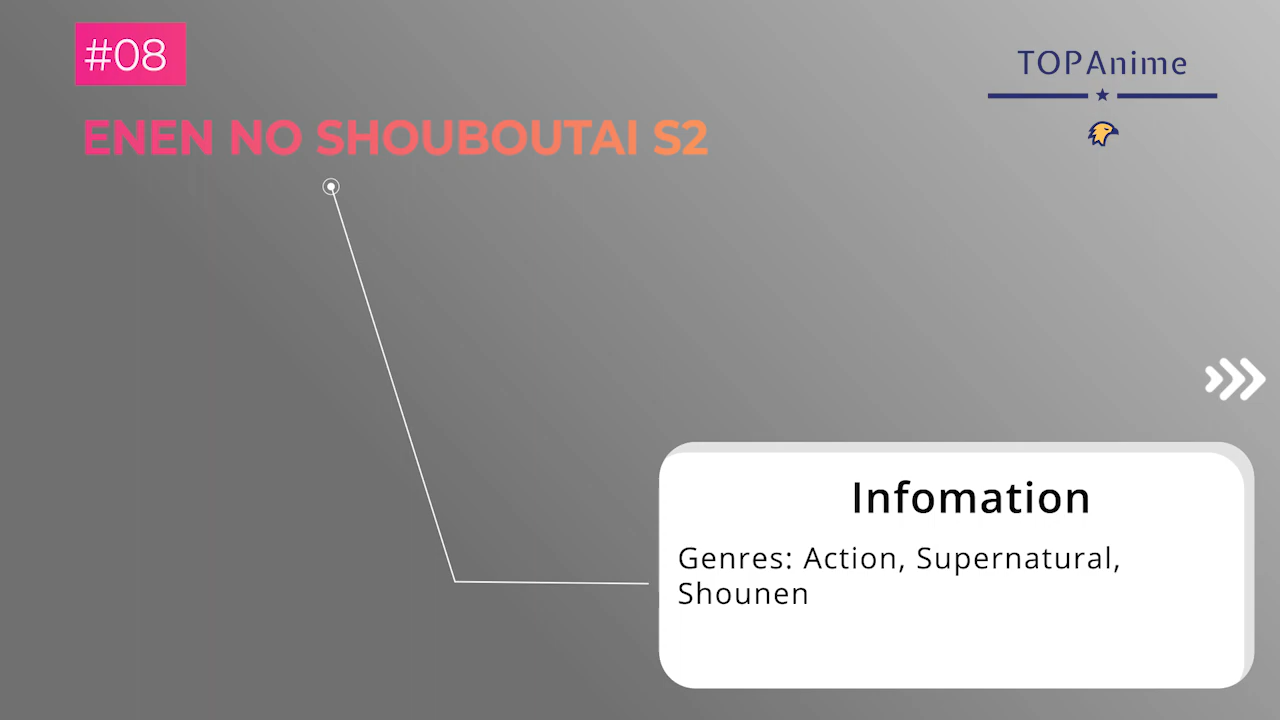 #08
TOPAnime
ENEN NO SHOUBOUTAI S2
Infomation
Genres: Action, Supernatural,
Shounen